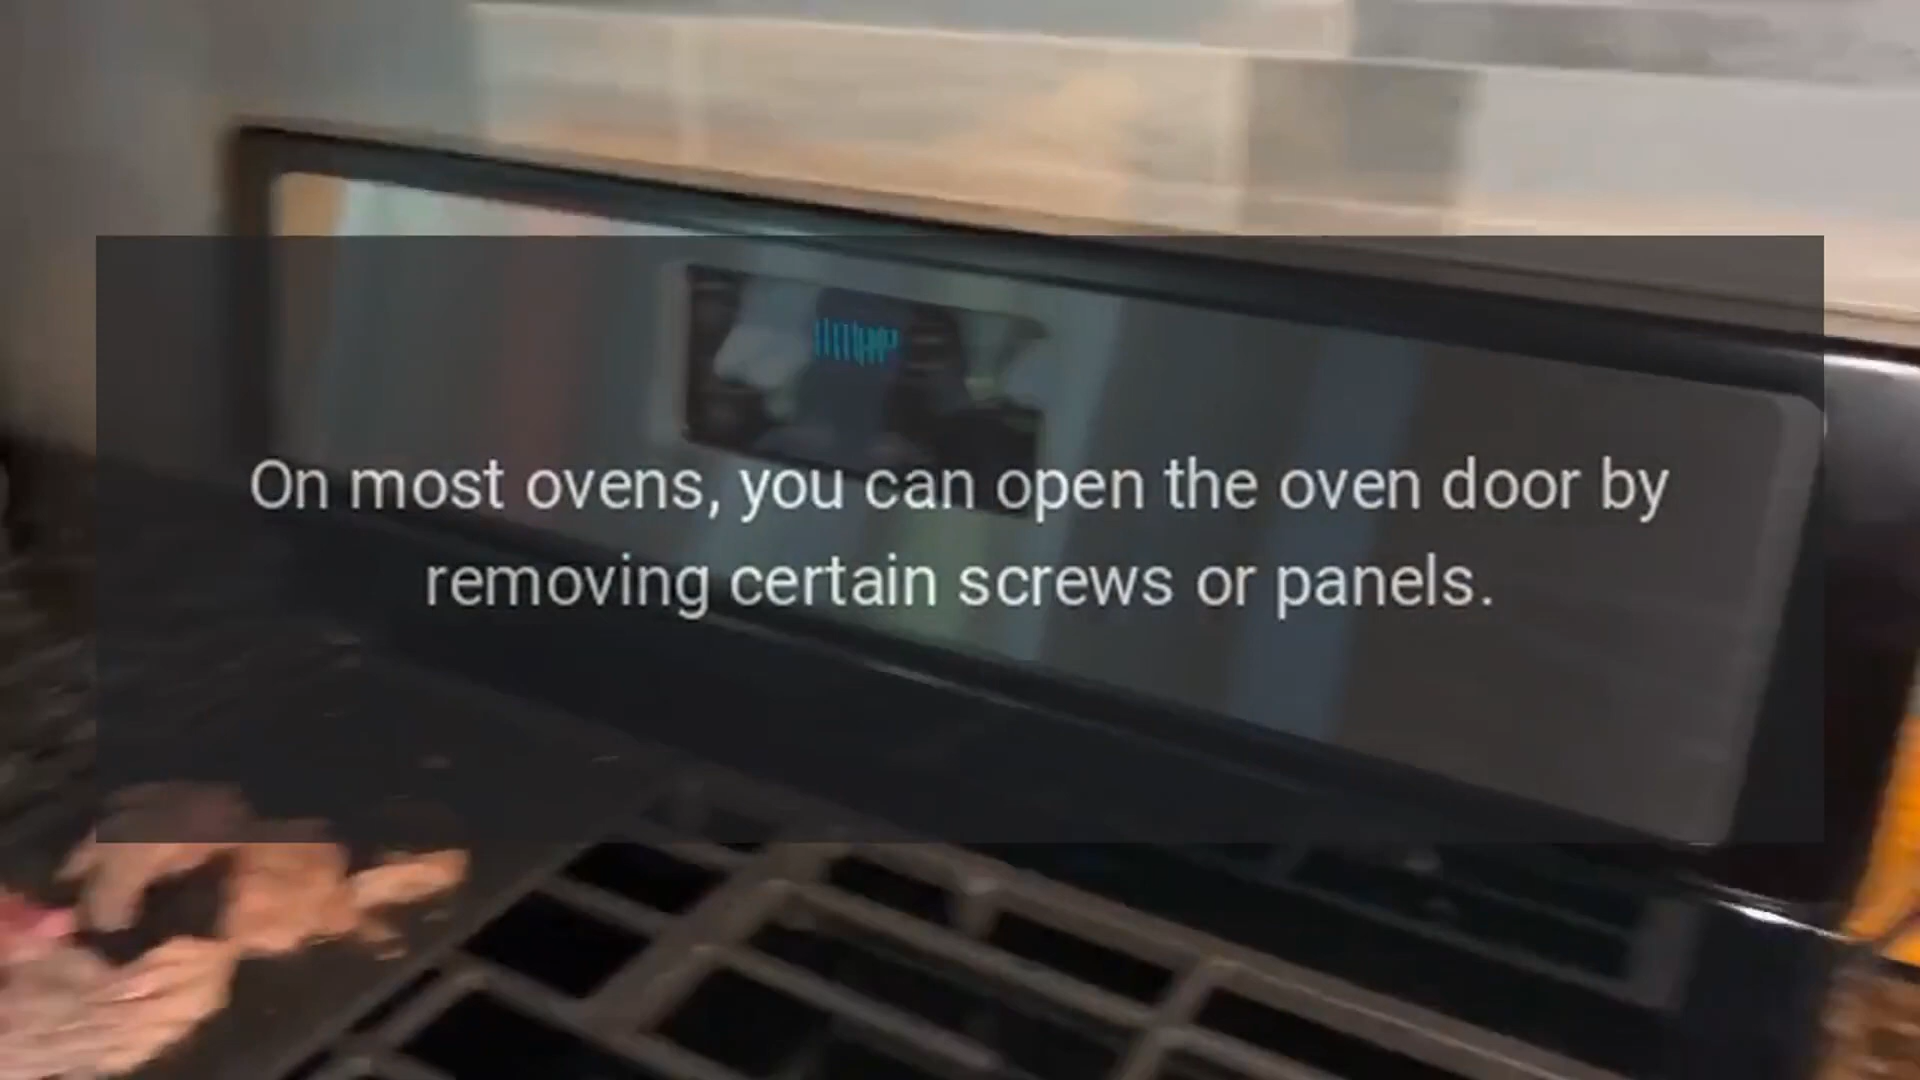 On most ovens, you can open the oven door by
removing certain screws or panels.